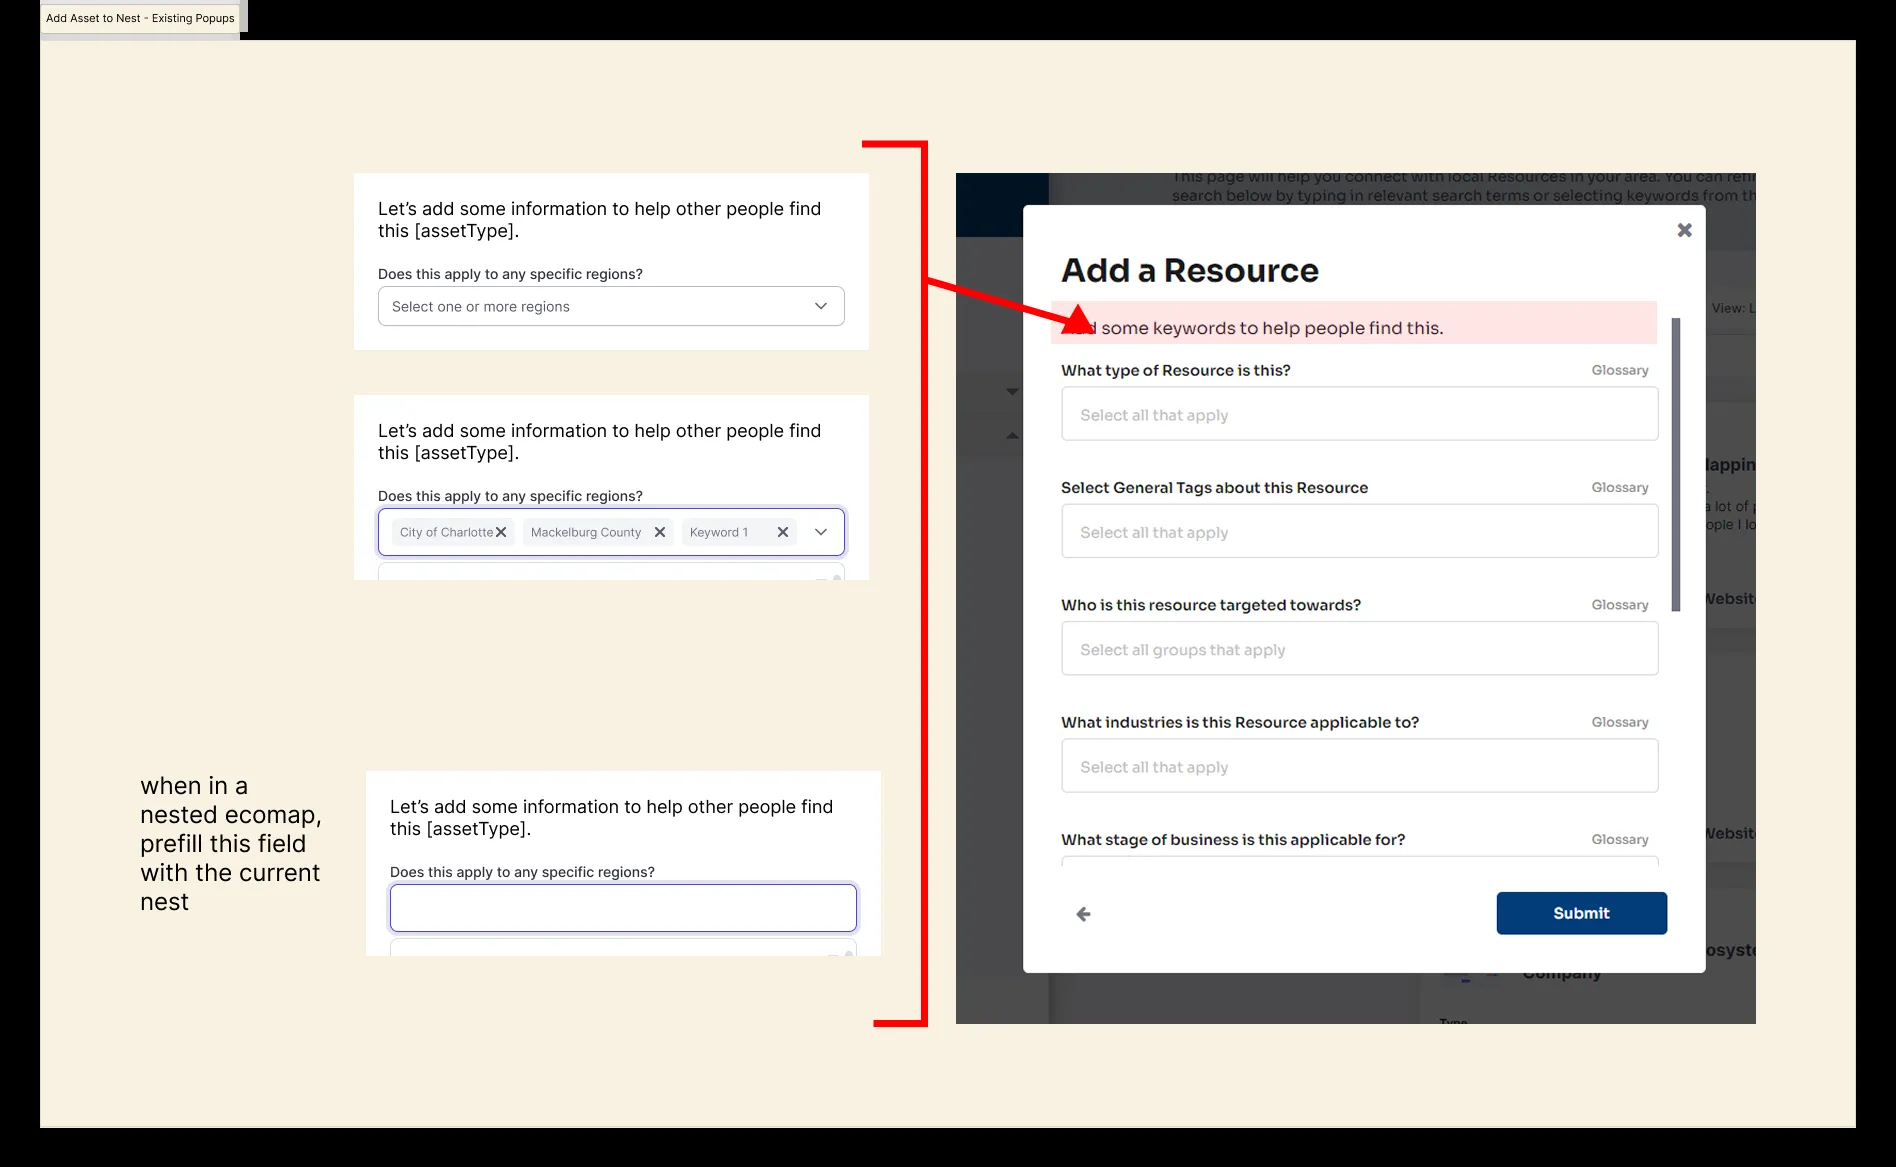 Add Asset to Nest - Existing Popups
Let’s add some information to help other people find
this [assetType].
Does this apply to any specific regions?
Select one or more regions
Let’s add some information to help other people find
this [assetType].
Does this apply to any specific regions?
City of Charlotte
Mackelburg County
Keyword 1
when in a
nested ecomap,
prefill this field
with the current
nest
Let’s add some information to help other people find
this [assetType].
Does this apply to any specific regions?
This page will help you connect with local Resources in your area. You can
search below by typing in relevant search terms or selecting keywords from
Add a Resource
some keywords to help people find this.
View:
What type of Resource is this?
Glossary
Select all that apply
Select General Tags about this Resource
Glossary
Select all that apply
a lot of
Who is this resource targeted towards?
Glossary
Select all groups that apply
What industries is this Resource applicable to?
Glossary
Select all that apply
What stage of business is this applicable for?
Glossary
Submit
Company
Type